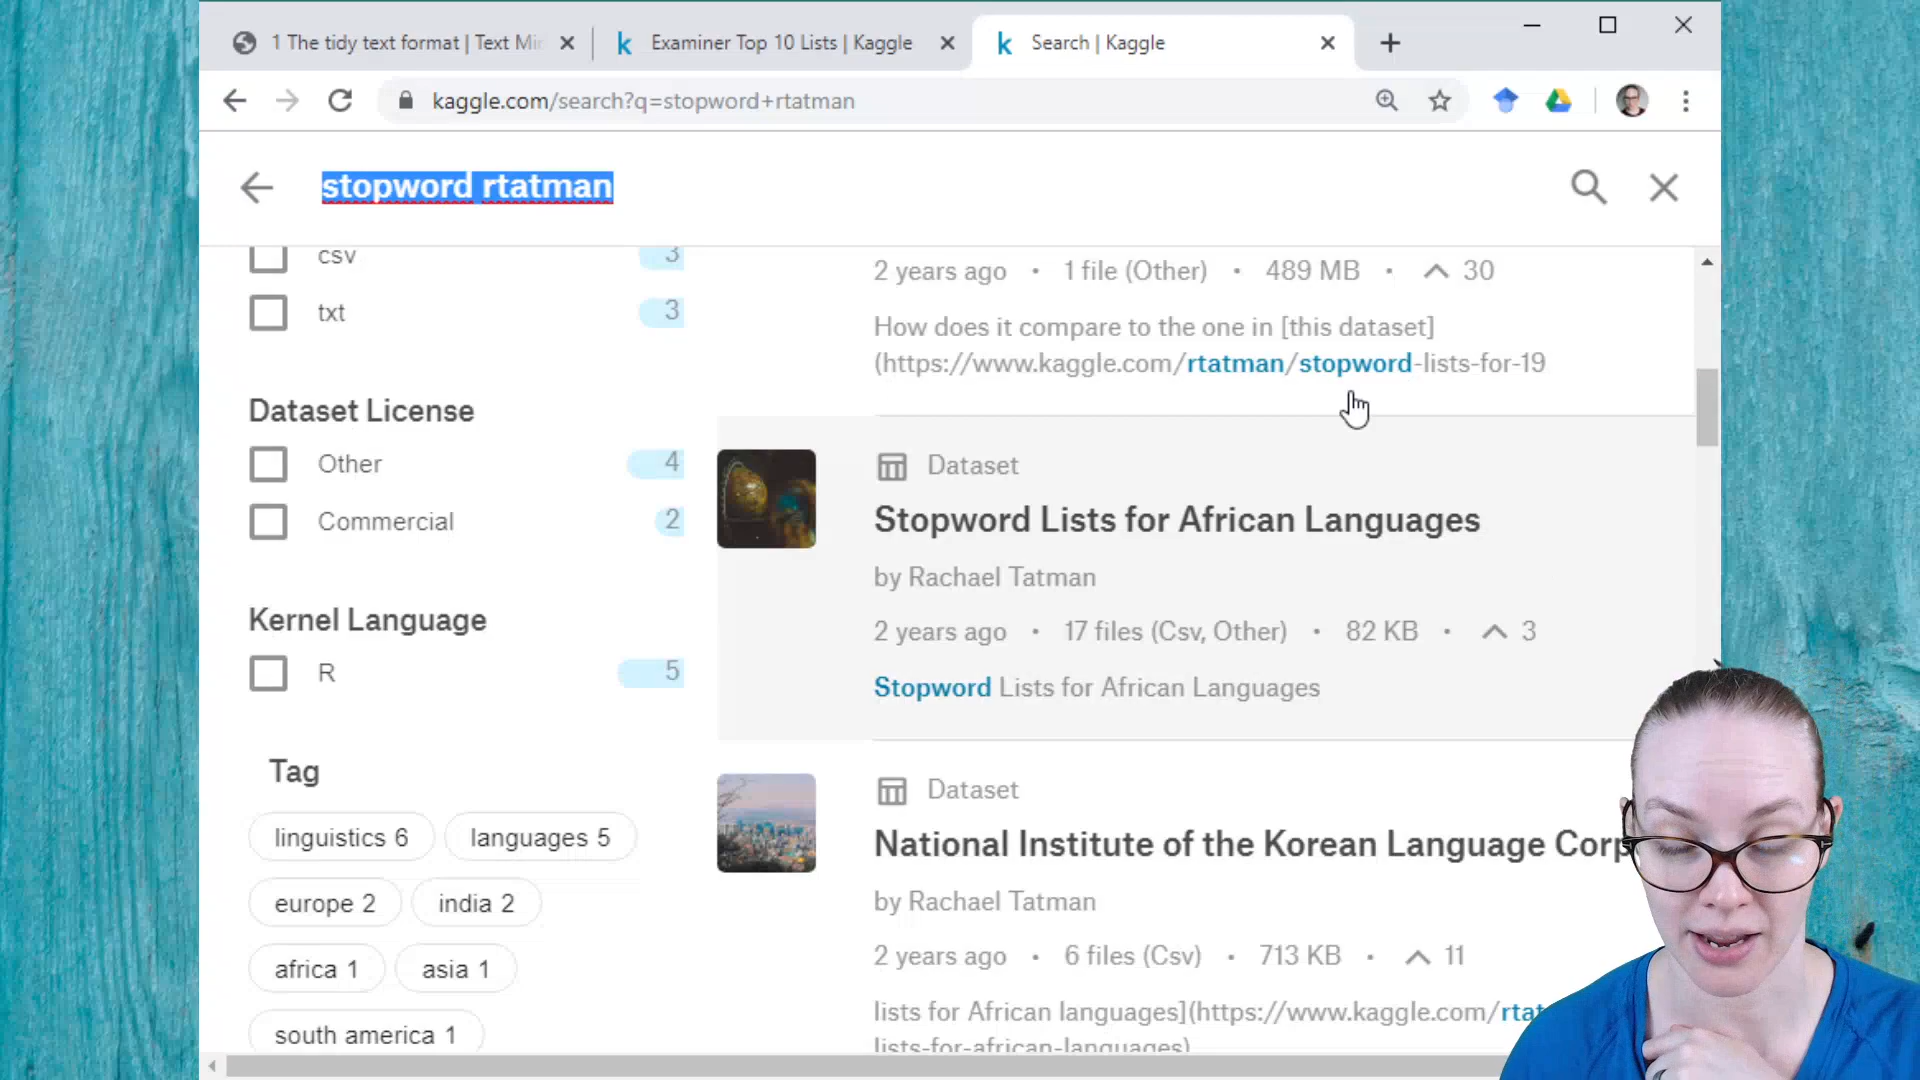 1 The tidy text format | Text Mi
Examiner Top 10 Lists | Kaggle
Search | Kaggle
kaggle.com/search?q=stopword+rtatman
stopword rtatman
csv 3
txt 3
Dataset License
Other 4
Commercial 2
Kernel Language
R 5
Tag
linguistics 6
languages 5
europe 2
india 2
africa 1
asia 1
south america 1
2 years ago • 1 file (Other) • 489 MB • 30
How does it compare to the one in [this dataset]
(https://www.kaggle.com/rtatman/stopword-lists-for-19
Dataset
Stopword Lists for African Languages
by Rachael Tatman
2 years ago • 17 files (Csv, Other) • 82 KB • 3
Stopword Lists for African Languages
Dataset
National Institute of the Korean Language Corp
by Rachael Tatman
2 years ago • 6 files (Csv) • 713 KB • 11
lists for African languages](https://www.kaggle.com/rtat
lists-for-african-languages)